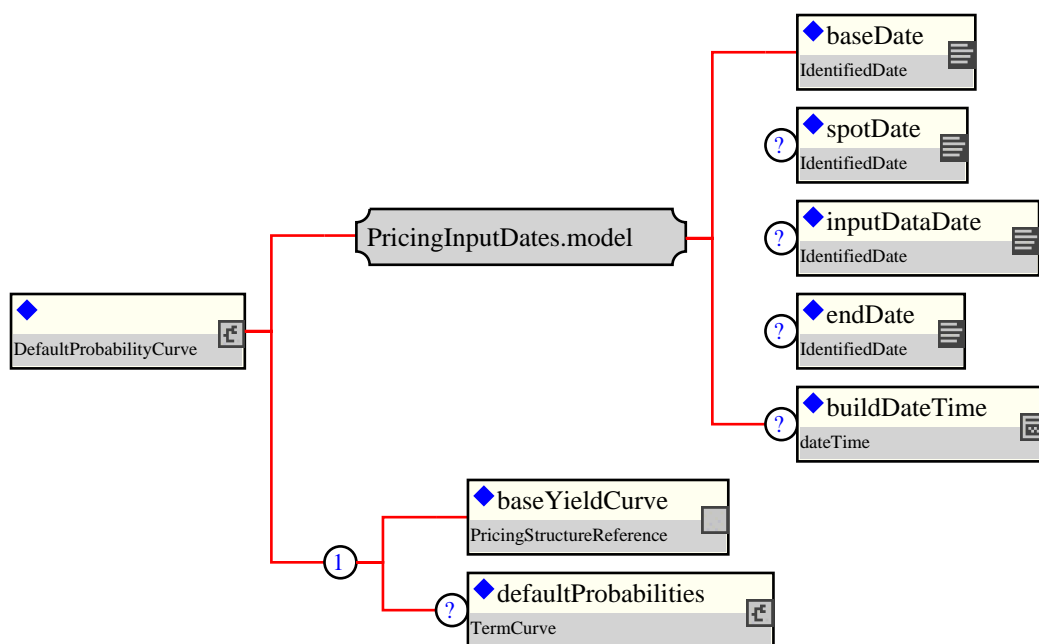 baseDate
IdentifiedDate
?
spotDate
IdentifiedDate
?
inputDataDate
IdentifiedDate
PricingInputDates.model
?
endDate
IdentifiedDate
DefaultProbabilityCurve
?
buildDateTime
dateTime
baseYieldCurve
PricingStructureReference
1
?
defaultProbabilities
TermCurve